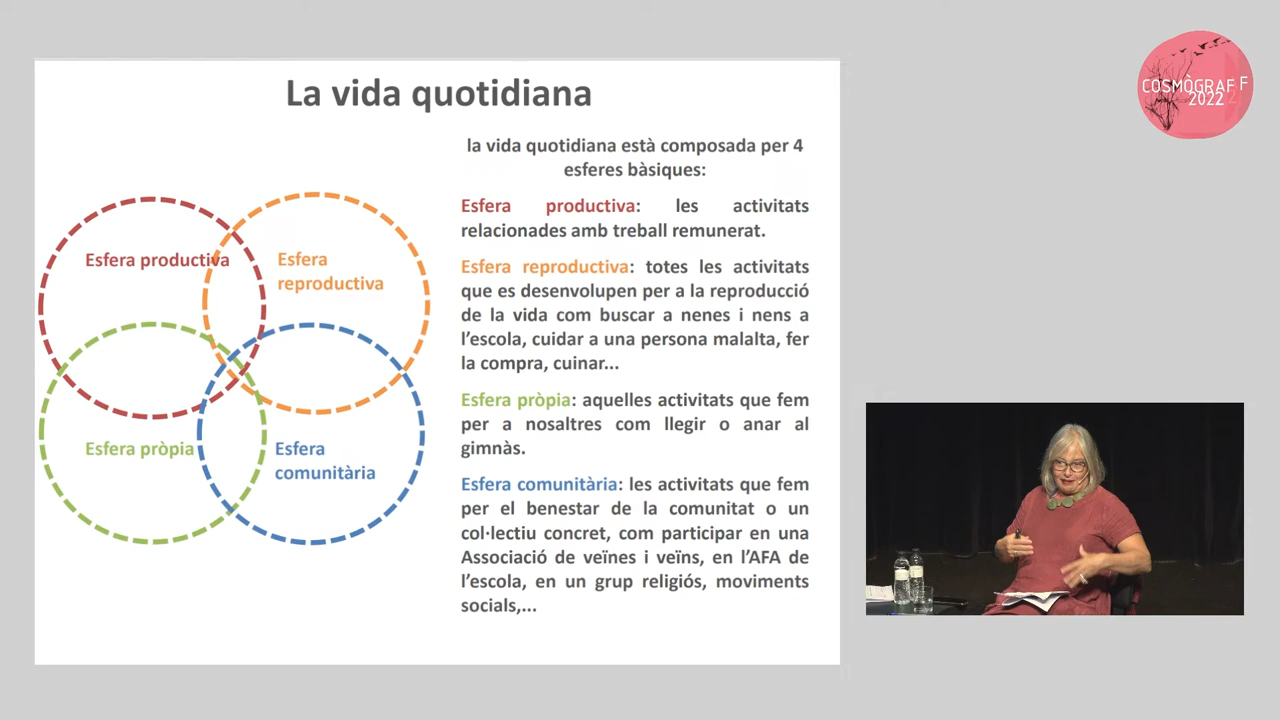 La vida quotidiana
la vida quotidiana està composada per 4
esferes bàsiques:
Esfera productiva: les activitats
relacionades amb treball remunerat.
Esfera reproductiva: totes les activitats
que es desenvolupen per a la reproducció
de la vida com buscar a nenes i nens a
l’escola, cuidar a una persona malalta, fer
la compra, cuinar...
Esfera pròpia: aquelles activitats que fem
per a nosaltres com llegir o anar al
gimnàs.
Esfera comunitària: les activitats que fem
per el benestar de la comunitat o un
col·lectiu concret, com participar en una
Associació de veïnes i veïns, en l’AFA de
l’escola, en un grup religiós, moviments
socials,...
Esfera productiva
Esfera
reproductiva
Esfera pròpia
Esfera
comunitària
COSMÒGRAF F
2022